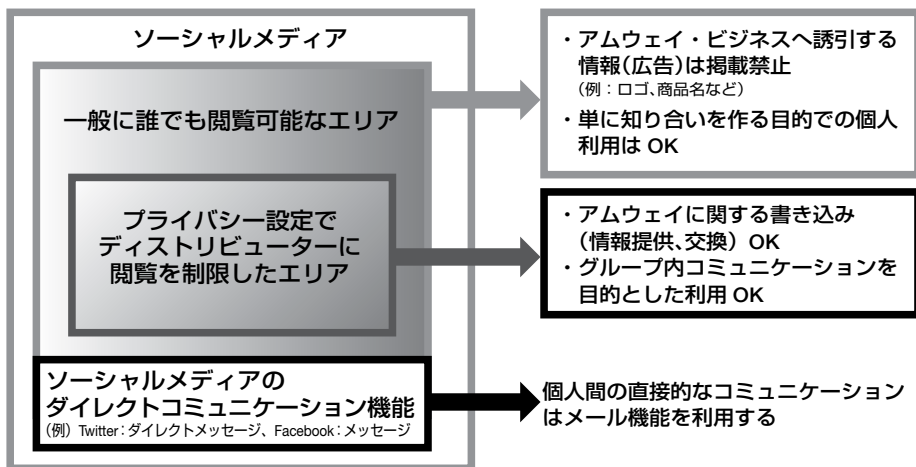 ソーシャルメディア
一般に誰でも閲覧可能なエリア
プライバシー設定で
ディストリビューターに
閲覧を制限したエリア
ソーシャルメディアの
ダイレクトコミュニケーション機能
(例) Twitter:ダイレクトメッセージ、Facebook:メッセージ
・アムウェイ・ビジネスへ誘引する
情報(広告)は掲載禁止
(例:ロゴ、商品名など)
・単に知り合いを作る目的での個人
利用は OK
・アムウェイに関する書き込み
(情報提供、交換) OK
・グループ内コミュニケーションを
目的とした利用 OK
個人間の直接的なコミュニケーション
はメール機能を利用する